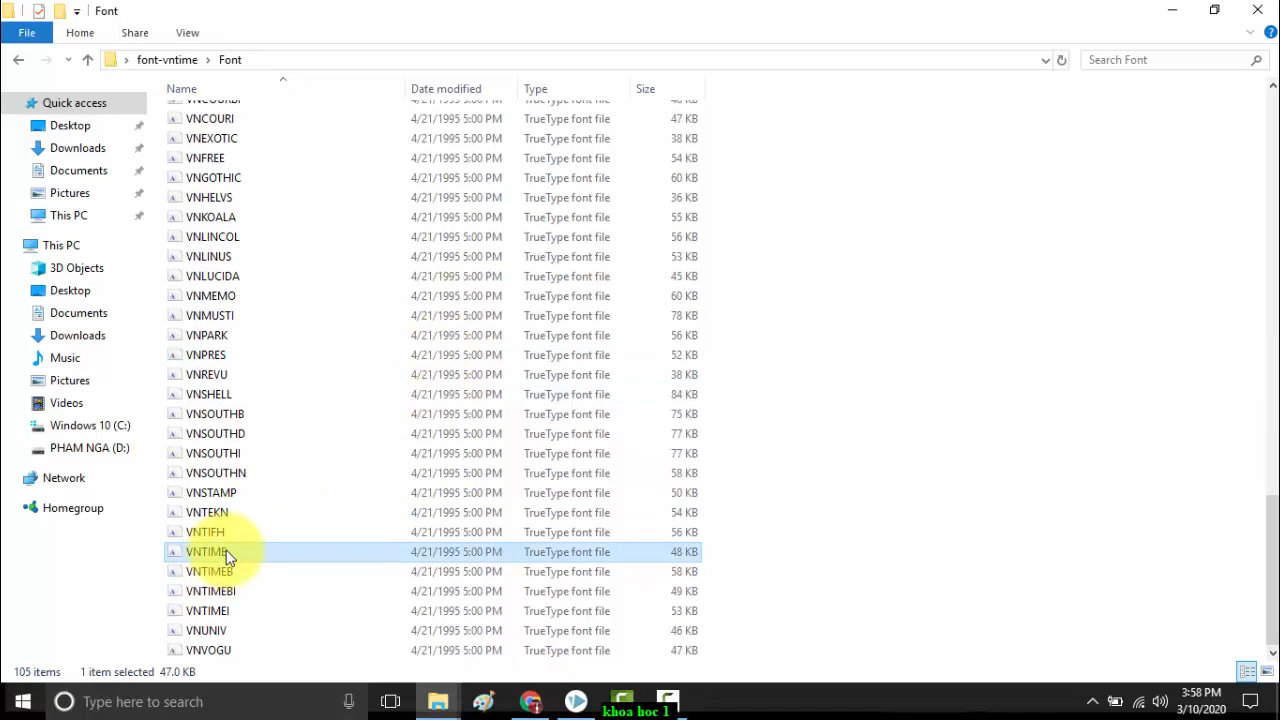 Font
File Home Share View
font-vntime Font Search Font
Name Date modified Type Size
Quick access
Desktop
Downloads
Documents
Pictures
This PC
This PC
3D Objects
Desktop
Documents
Downloads
Music
Pictures
Videos
Windows 10 (C:)
PHAM NGA (D:)
Network
Homegroup
VNCOURI 4/21/1995 5:00 PM TrueType font file 47 KB
VNEXOTIC 4/21/1995 5:00 PM TrueType font file 38 KB
VNFREE 4/21/1995 5:00 PM TrueType font file 54 KB
VNGOTHIC 4/21/1995 5:00 PM TrueType font file 60 KB
VNHELVS 4/21/1995 5:00 PM TrueType font file 36 KB
VNKOALA 4/21/1995 5:00 PM TrueType font file 55 KB
VNLINCOL 4/21/1995 5:00 PM TrueType font file 56 KB
VNLINUS 4/21/1995 5:00 PM TrueType font file 53 KB
VNLUCIDA 4/21/1995 5:00 PM TrueType font file 45 KB
VNMEMO 4/21/1995 5:00 PM TrueType font file 60 KB
VNMUSTI 4/21/1995 5:00 PM TrueType font file 78 KB
VNPARK 4/21/1995 5:00 PM TrueType font file 56 KB
VNPRES 4/21/1995 5:00 PM TrueType font file 52 KB
VNREVU 4/21/1995 5:00 PM TrueType font file 38 KB
VNSHELL 4/21/1995 5:00 PM TrueType font file 84 KB
VNSOUTHB 4/21/1995 5:00 PM TrueType font file 75 KB
VNSOUTHD 4/21/1995 5:00 PM TrueType font file 77 KB
VNSOUTHI 4/21/1995 5:00 PM TrueType font file 77 KB
VNSOUTHN 4/21/1995 5:00 PM TrueType font file 58 KB
VNSTAMP 4/21/1995 5:00 PM TrueType font file 50 KB
VNTEKN 4/21/1995 5:00 PM TrueType font file 54 KB
VNTIFH 4/21/1995 5:00 PM TrueType font file 56 KB
4/21/1995 5:00 PM TrueType font file 48 KB
VNTIMEB 4/21/1995 5:00 PM TrueType font file 58 KB
VNTIMEBI 4/21/1995 5:00 PM TrueType font file 49 KB
VNTIMEI 4/21/1995 5:00 PM TrueType font file 53 KB
VNUNIV 4/21/1995 5:00 PM TrueType font file 46 KB
VNVOGU 4/21/1995 5:00 PM TrueType font file 47 KB
105 items 1 item selected 47.0 KB
Type here to search
khoa hoc 1
3:58 PM
3/10/2020